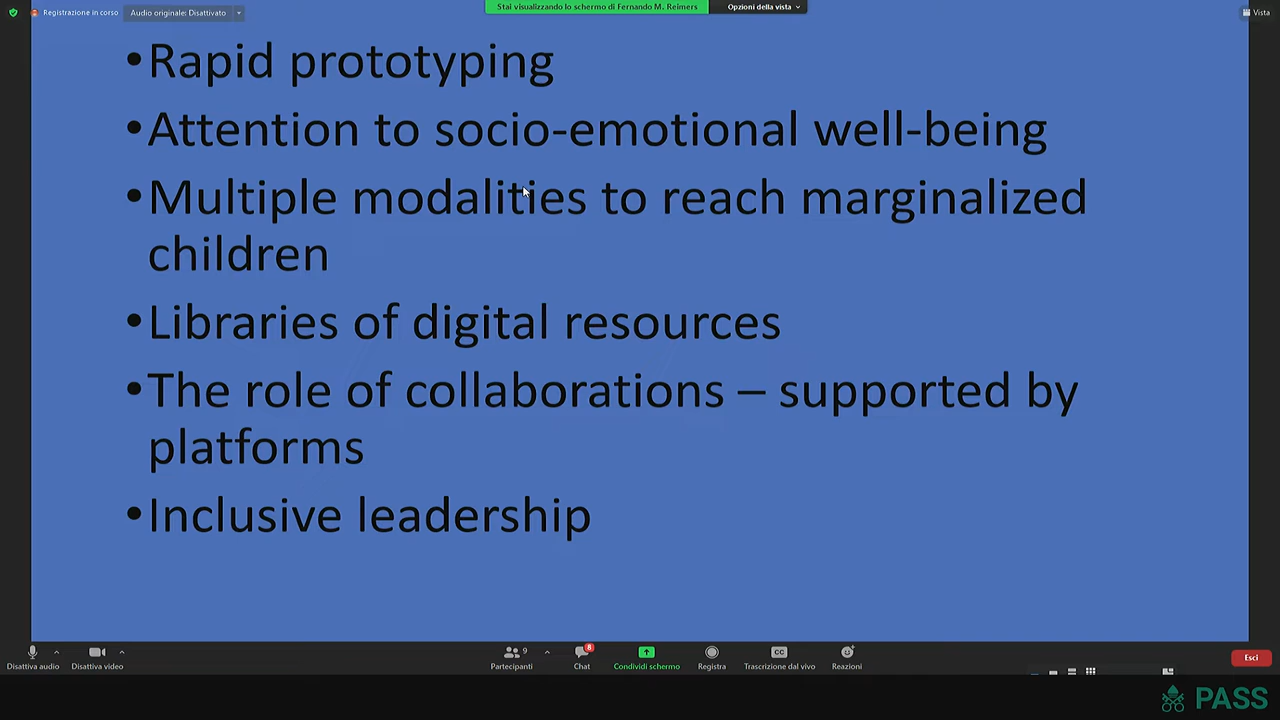 Registrazione in corso
Audio originale: Disattivato
Stai visualizzando lo schermo di Fernando M. Reimers
Opzioni della vista
Vista
•Rapid prototyping
•Attention to socio-emotional well-being
•Multiple modalities to reach marginalized
children
•Libraries of digital resources
•The role of collaborations – supported by
platforms
•Inclusive leadership
Disattiva audio
Disattiva video
Partecipanti
9
Chat
8
Condividi schermo
Registra
CC
Trascrizione dal vivo
Reazioni
Esci
PASS